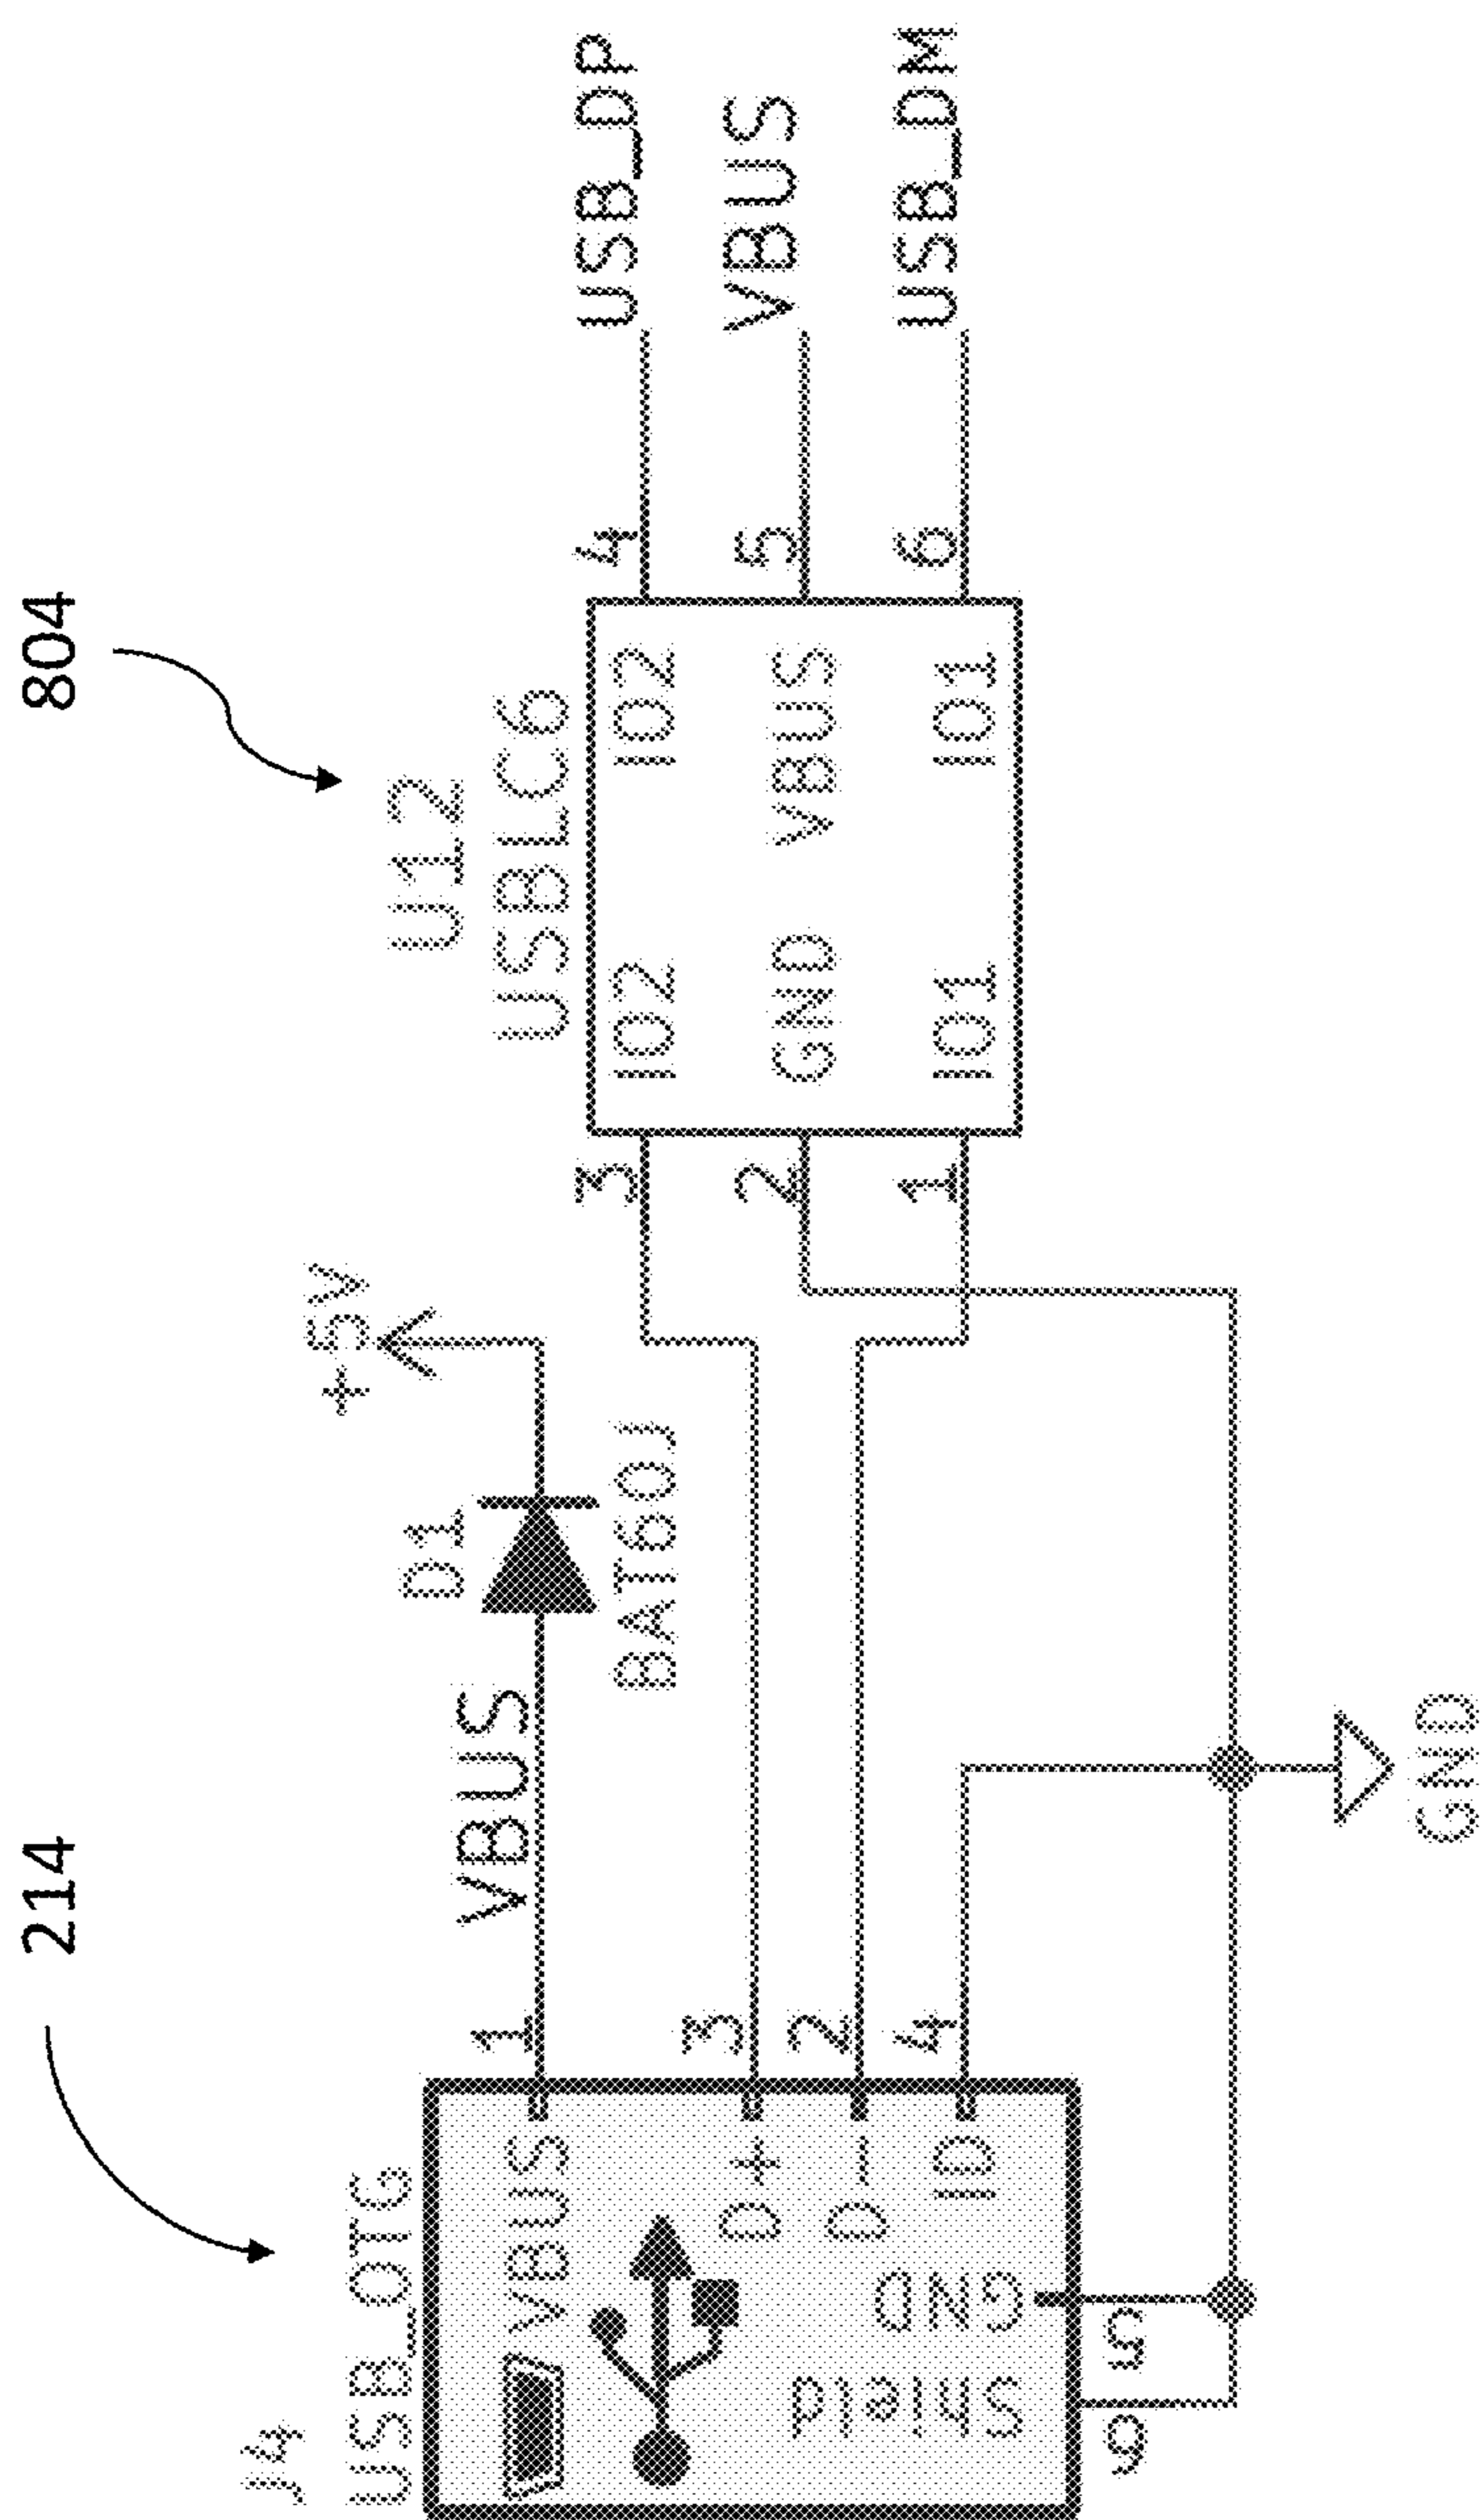 214
804
J4
USB_OTG
VBUS
D+
D-
ID
GND
Shield
1
3
2
4
5
6
VBUS
D1
BAT60J
+5V
GND
U12
USBLC6
3
2
1
IO2
GND
IO1
IO2
VBUS
IO1
4
5
6
USB_DP
VBUS
USB_DM